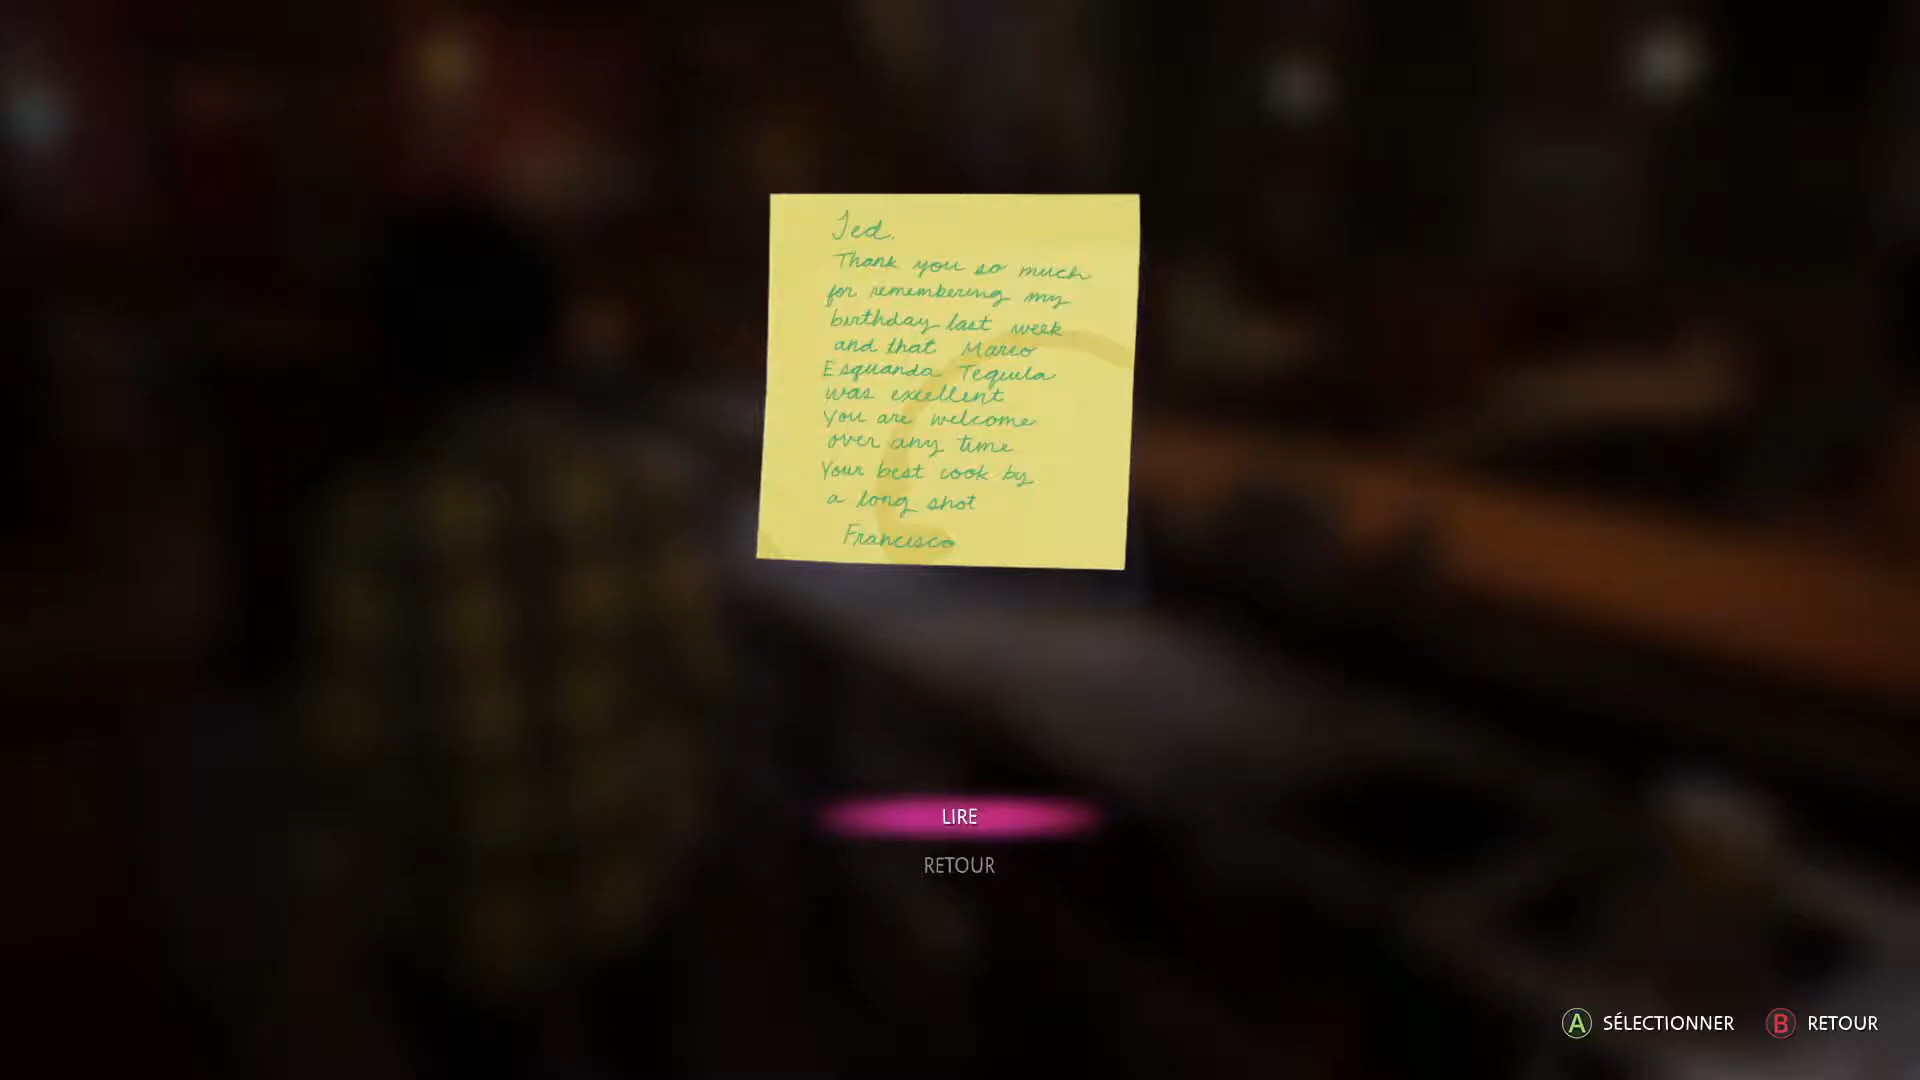 Ted.
Thank you so much
for remembering my
birthday last week
and that Marco
Esquanda Tequila
was excellent
You are welcome
over any time
Your best cook by
a long shot
Francisco
LIRE
RETOUR
A SÉLECTIONNER B RETOUR